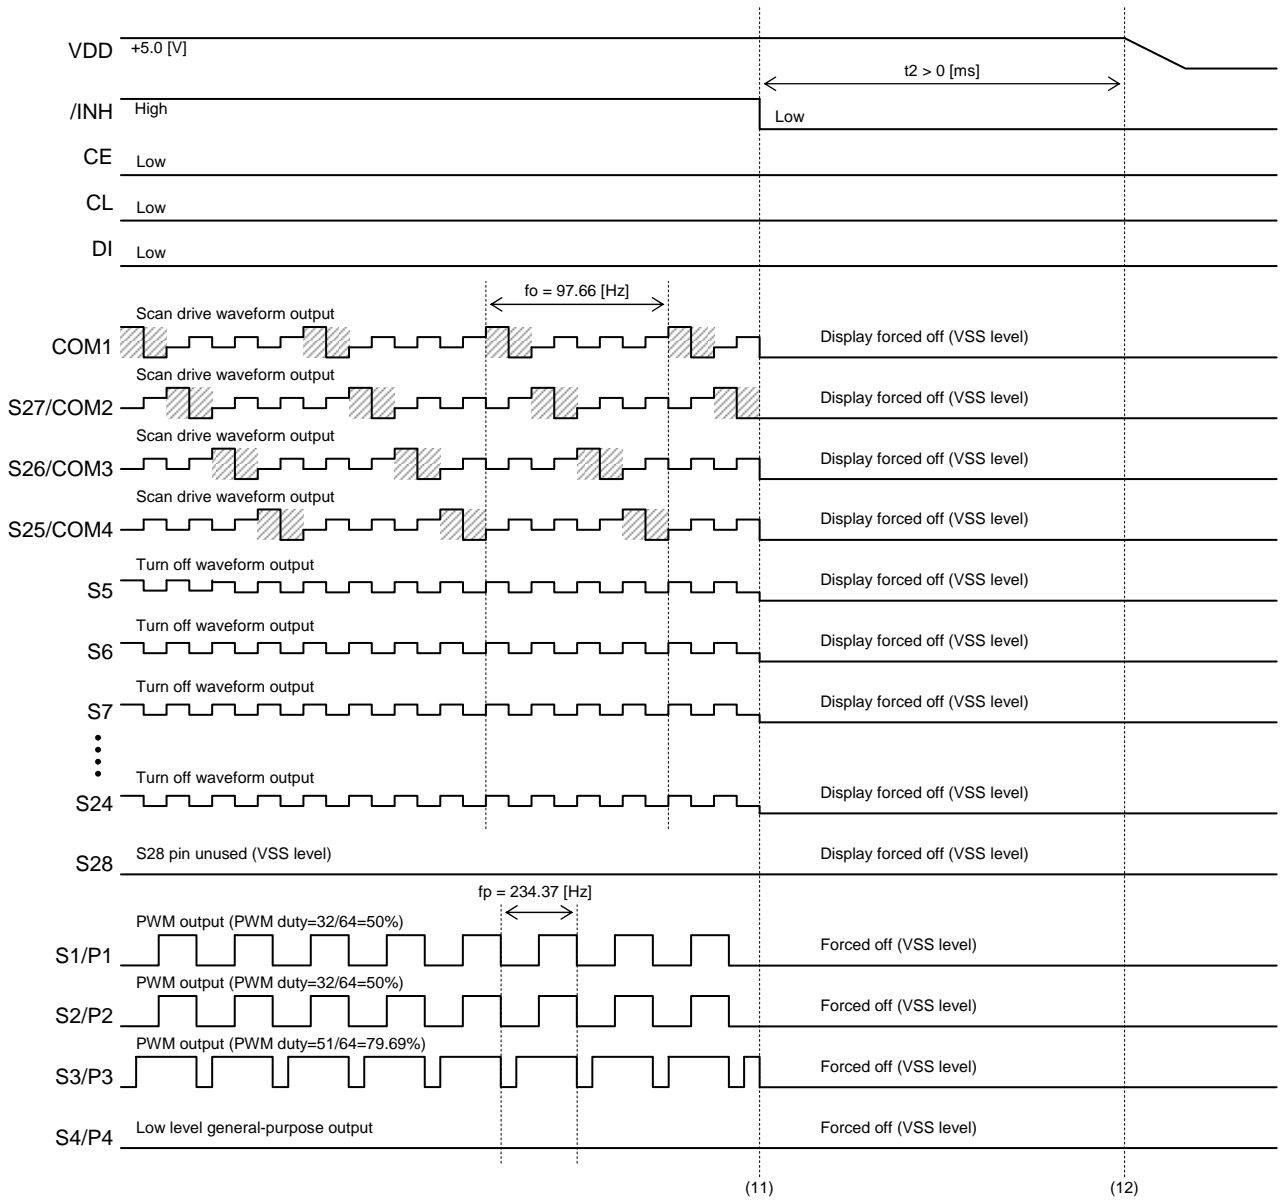 VDD
+5.0 [V]
t2 > 0 [ms]
/INH
High
Low
CE
Low
CL
Low
DI
Low
fo = 97.66 [Hz]
Scan drive waveform output
COM1
Display forced off (VSS level)
Scan drive waveform output
S27/COM2
Display forced off (VSS level)
Scan drive waveform output
S26/COM3
Display forced off (VSS level)
Scan drive waveform output
S25/COM4
Display forced off (VSS level)
Turn off waveform output
S5
Display forced off (VSS level)
Turn off waveform output
S6
Display forced off (VSS level)
Turn off waveform output
S7
Display forced off (VSS level)
Turn off waveform output
S24
Display forced off (VSS level)
S28 pin unused (VSS level)
S28
Display forced off (VSS level)
fp = 234.37 [Hz]
PWM output (PWM duty=32/64=50%)
S1/P1
Forced off (VSS level)
PWM output (PWM duty=32/64=50%)
S2/P2
Forced off (VSS level)
PWM output (PWM duty=51/64=79.69%)
S3/P3
Forced off (VSS level)
Low level general-purpose output
S4/P4
Forced off (VSS level)
(11)
(12)